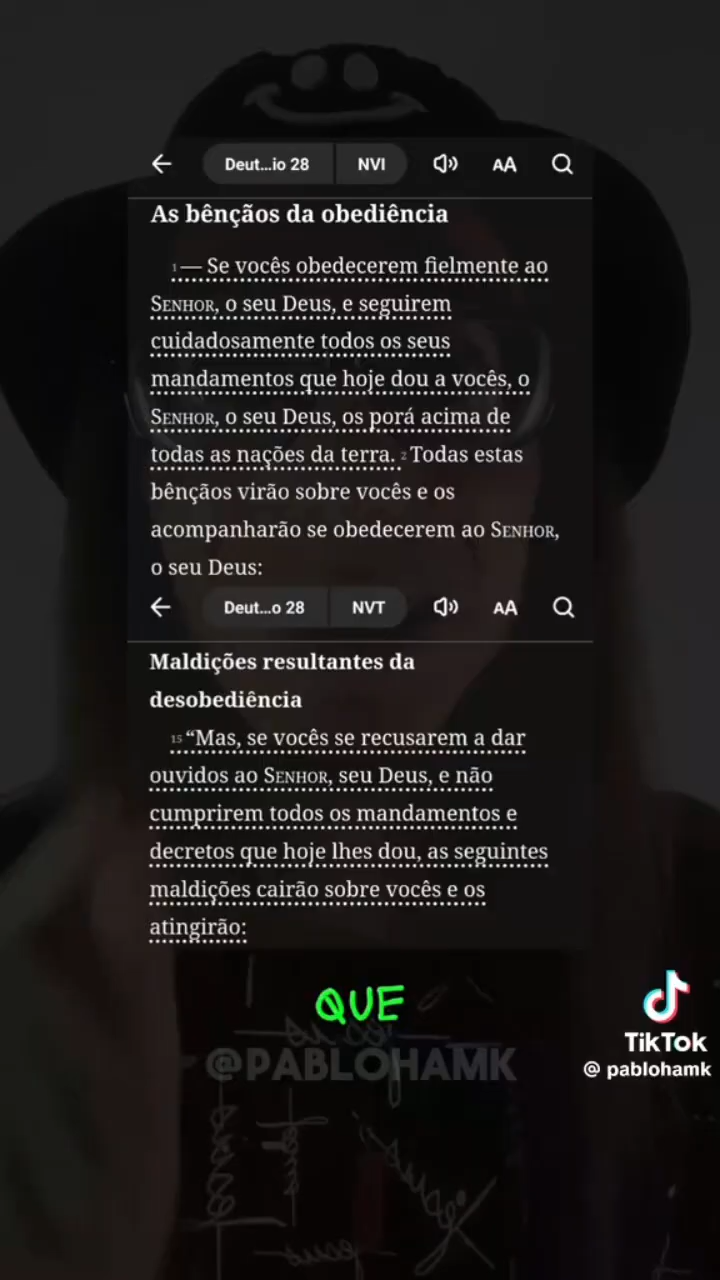 Deut...io 28 NVI
As bênçãos da obediência
1 — Se vocês obedecerem fielmente ao
SENHOR, o seu Deus, e seguirem
cuidadosamente todos os seus
mandamentos que hoje dou a vocês, o
SENHOR, o seu Deus, os porá acima de
todas as nações da terra. 2 Todas estas
bênçãos virão sobre vocês e os
acompanharão se obedecerem ao SENHOR,
o seu Deus:
Deut...o 28 NVT
Maldições resultantes da
desobediência
15 “Mas, se vocês se recusarem a dar
ouvidos ao SENHOR, seu Deus, e não
cumprirem todos os mandamentos e
decretos que hoje lhes dou, as seguintes
maldições cairão sobre vocês e os
atingirão:
QUE
@PABLOHAMK
TikTok
@ pablohamk